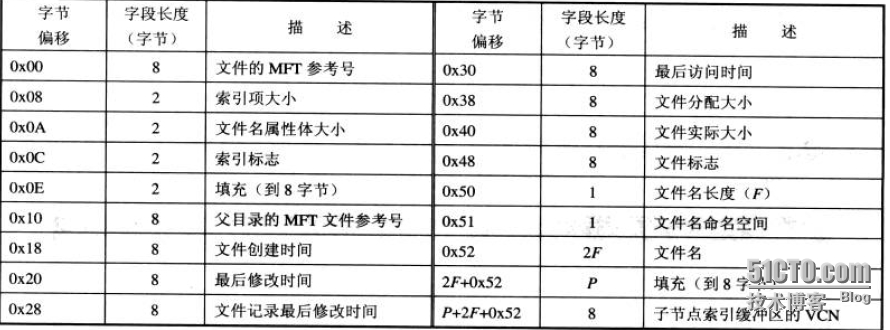 字节偏移 字段长度（字节） 描 述 字节偏移 字段长度（字节） 描 述
0x00 8 文件的 MFT 参考号 0x30 8 最后访问时间
0x08 2 索引项大小 0x38 8 文件分配大小
0x0A 2 文件名属性体大小 0x40 8 文件实际大小
0x0C 2 索引标志 0x48 8 文件标志
0x0E 2 填充（到 8 字节） 0x50 1 文件名长度（F）
0x10 8 父目录的 MFT 文件参考号 0x51 1 文件名命名空间
0x18 8 文件创建时间 0x52 2F 文件名
0x20 8 最后修改时间 2F+0x52 P 填充（到 8 字节）
0x28 8 文件记录最后修改时间 P+2F+0x52 8 子节点索引缓冲区的 VCN
51CTO.com
技术博客 Blog